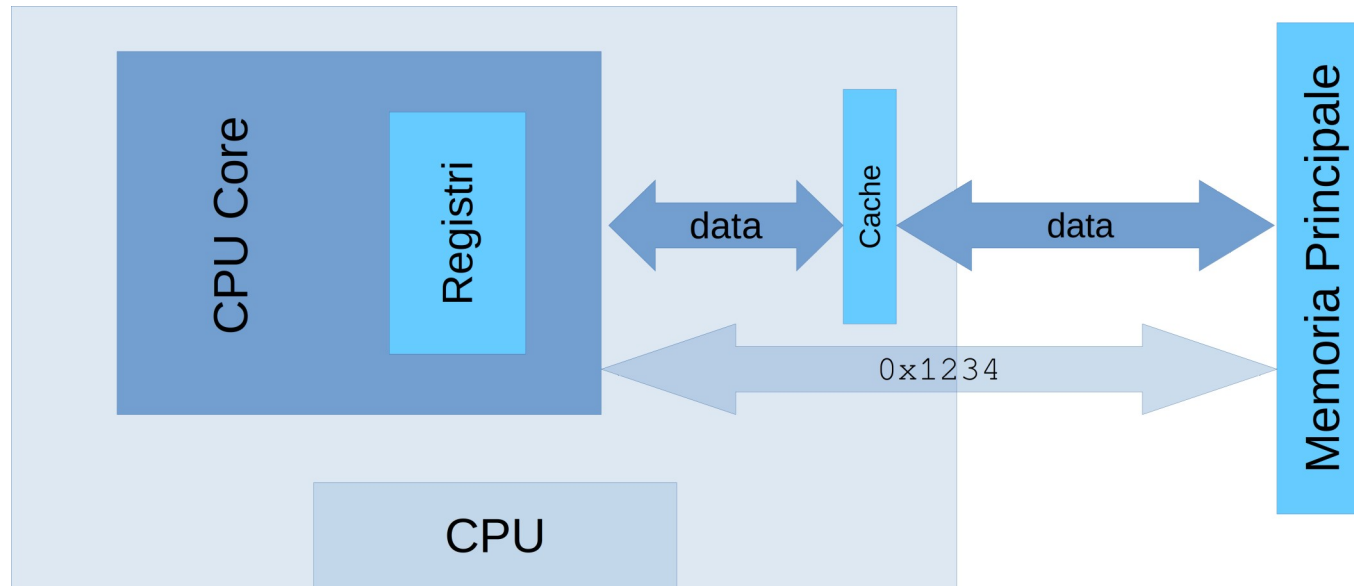 CPU Core
Registri
data
Cache
data
Memoria Principale
0x1234
CPU